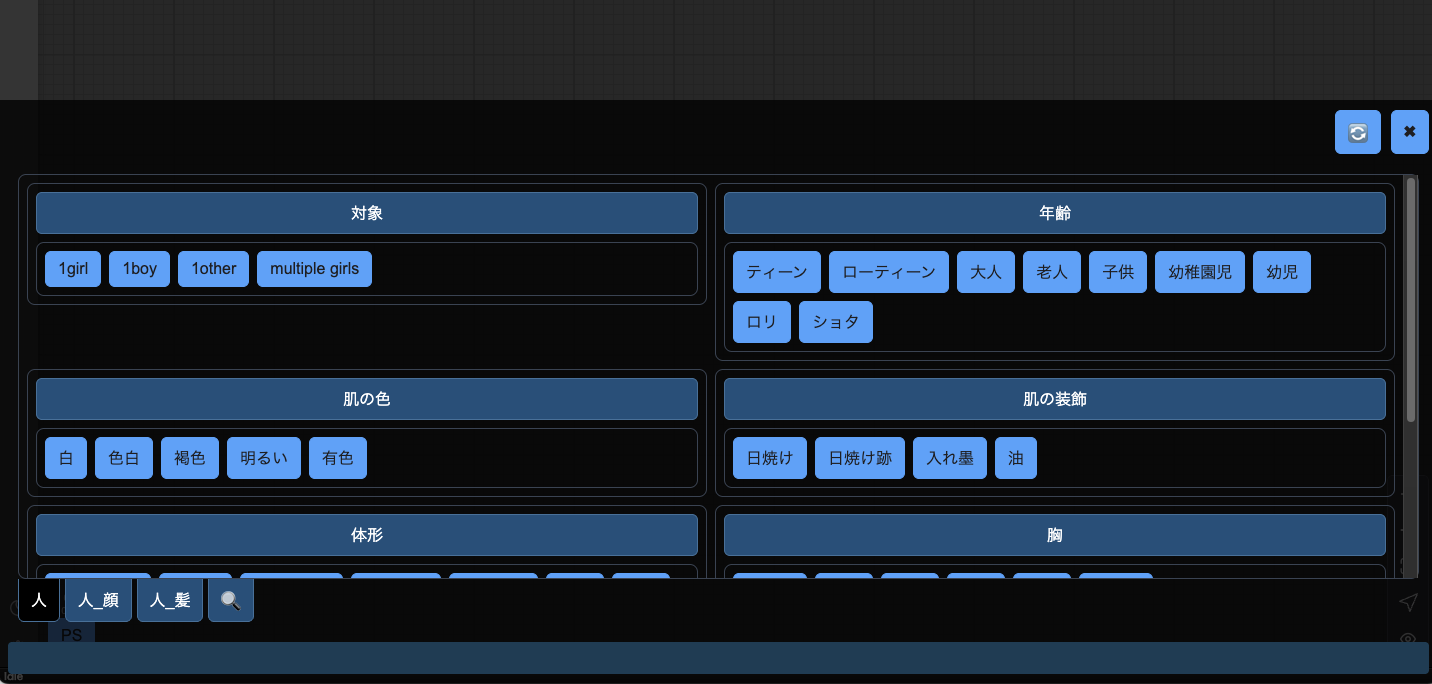 ✖
対象
1girl 1boy 1other multiple girls
年齢
ティーン ローティーン 大人 老人 子供 幼稚園児 幼児
ロリ ショタ
肌の色
白 色白 褐色 明るい 有色
肌の装飾
日焼け 日焼け跡 入れ墨 油
体形
胸
人 人_顔 人_髪
PS
Idle